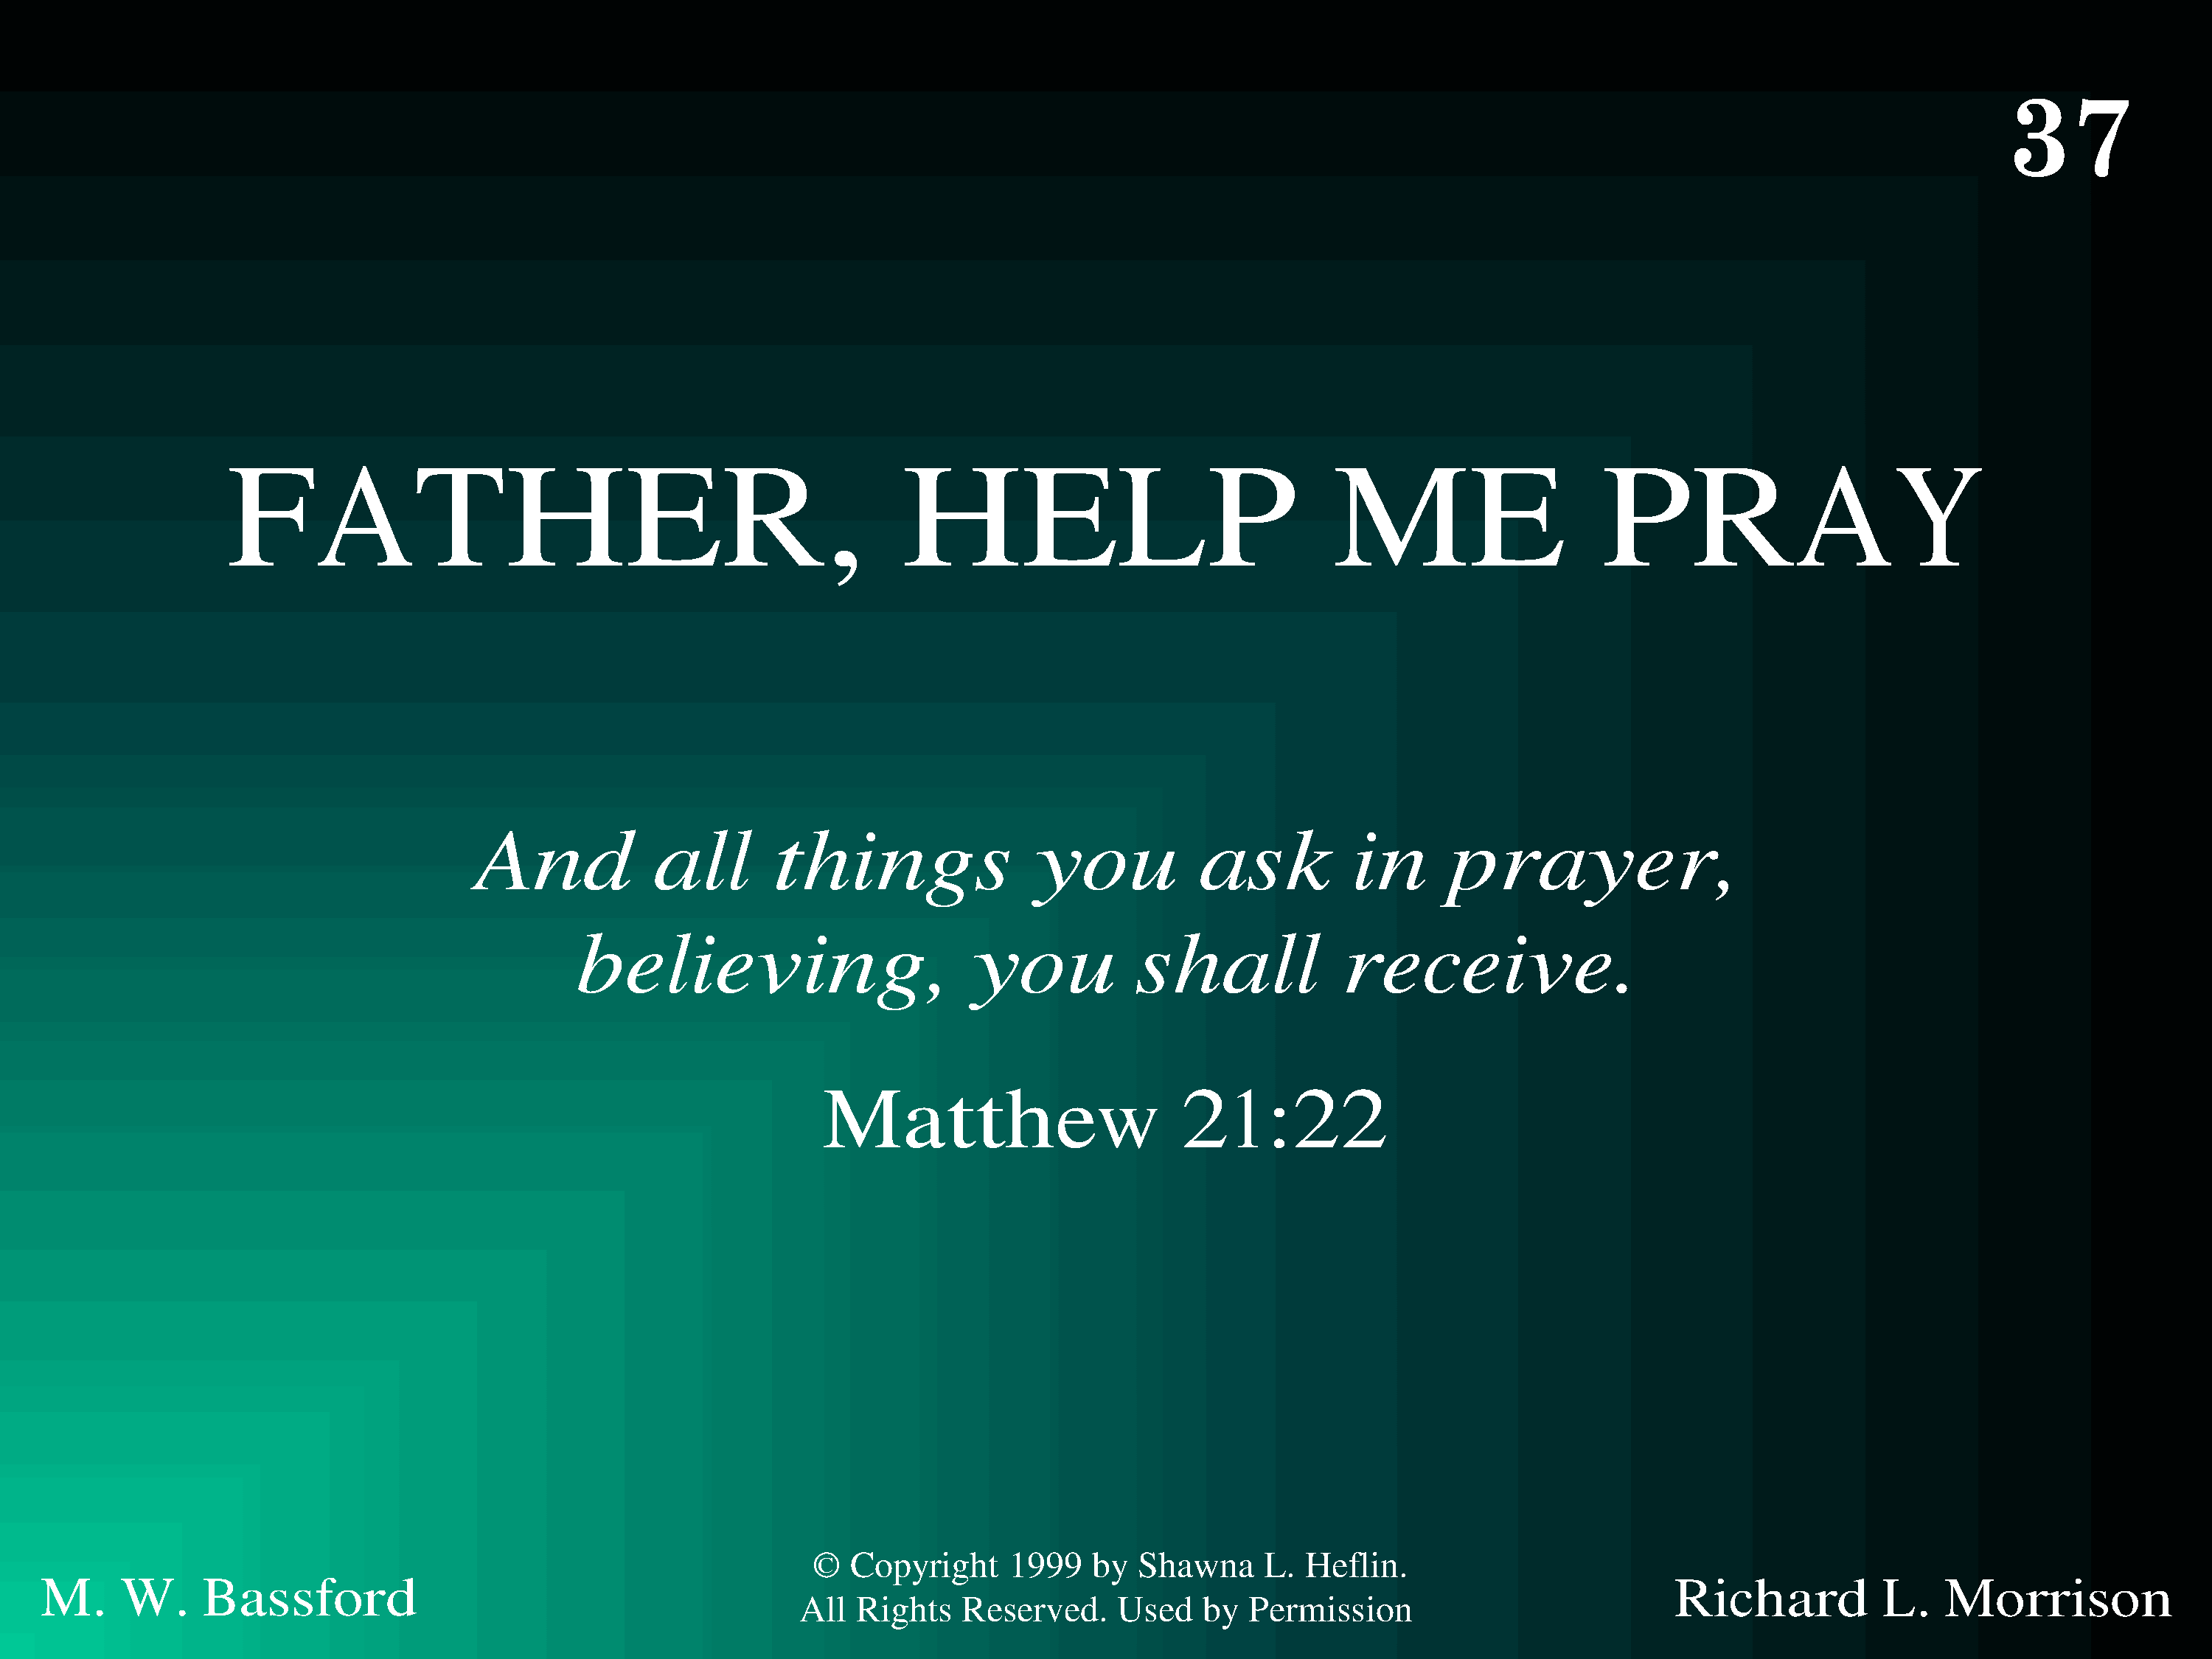 37
FATHER, HELP ME PRAY
And all things you ask in prayer,
believing, you shall receive.
Matthew 21:22
M. W. Bassford
© Copyright 1999 by Shawna L. Heflin.
All Rights Reserved. Used by Permission
Richard L. Morrison